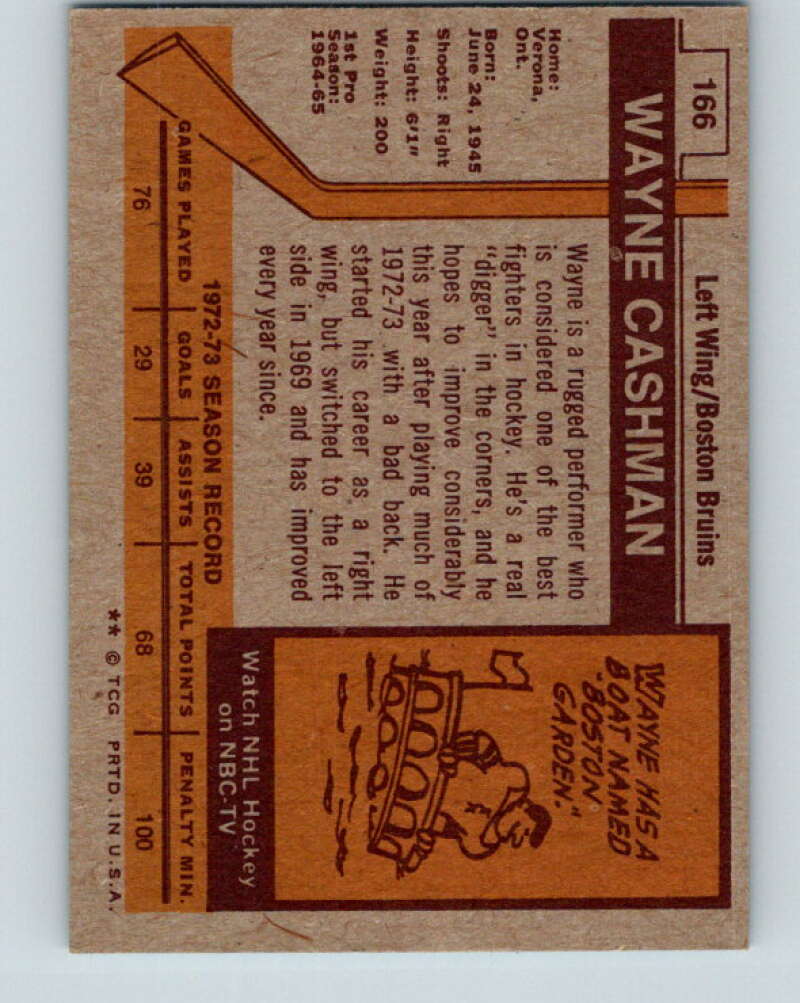 166
Left Wing/Boston Bruins
WAYNE CASHMAN
Home:
Verona,
Ont.
Born:
June 24, 1945
Shoots: Right
Height: 6'1"
Weight: 200
1st Pro
Season:
1964-65
Wayne is a rugged performer who
is considered one of the best
fighters in hockey. He's a real
"digger" in the corners, and he
hopes to improve considerably
this year after playing much of
1972-73 with a bad back. He
started his career as a right
wing, but switched to the left
side in 1969 and has improved
every year since.
WAYNE HAS A
BOAT NAMED
"BOSTON
GARDEN."
Watch NHL Hockey
on NBC-TV
1972-73 SEASON RECORD
GAMES PLAYED GOALS ASSISTS TOTAL POINTS PENALTY MIN.
76 29 39 68 100
** © TCG PRTD. IN U.S.A.